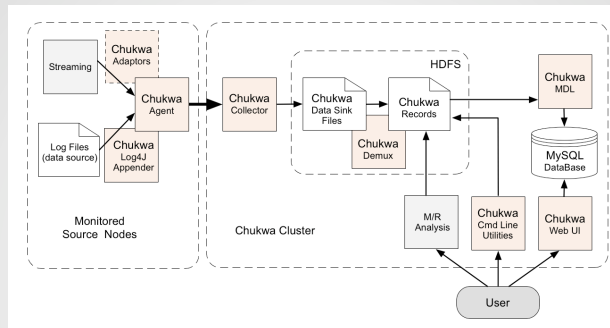 Streaming
Chukwa
Adaptors
Chukwa
Agent
Log Files
(data source)
Chukwa
Log4J
Appender
Monitored
Source Nodes
Chukwa
Collector
HDFS
Chukwa
Data Sink
Files
Chukwa
Records
Chukwa
Demux
Chukwa
MDL
MySQL
DataBase
Chukwa Cluster
M/R
Analysis
Chukwa
Cmd Line
Utilities
Chukwa
Web UI
User